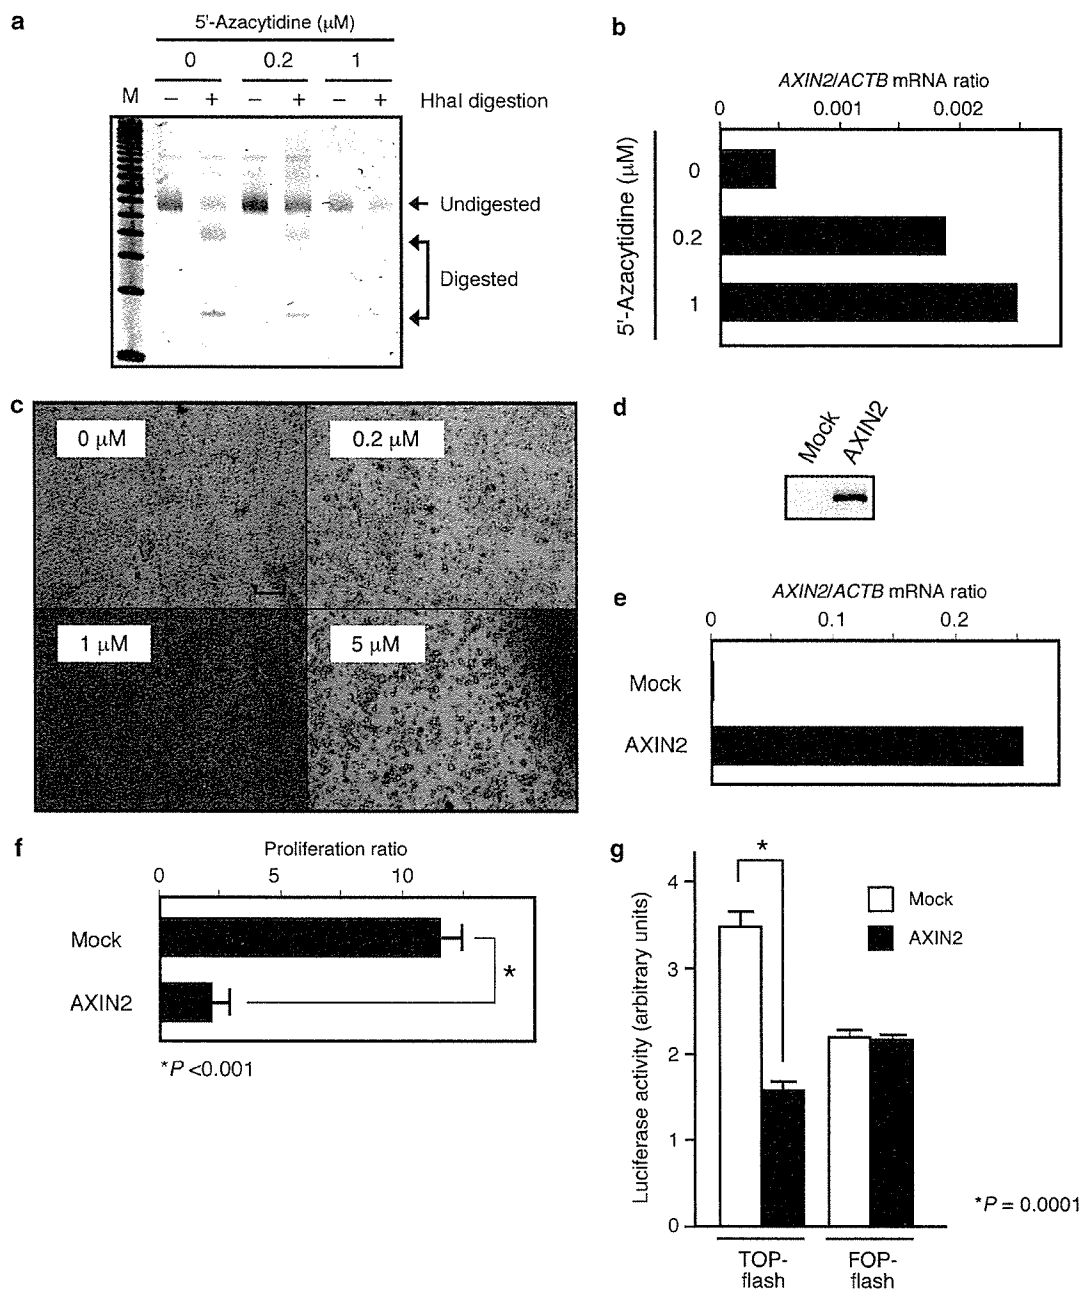 a
5'-Azacytidine (μM)
0 0.2 1
M – + – + – + HhaI digestion
Undigested
Digested
b
AXIN2/ACTB mRNA ratio
0 0.001 0.002
5'-Azacytidine (μM)
0
0.2
1
c
0 μM
0.2 μM
1 μM
5 μM
d
Mock
AXIN2
e
AXIN2/ACTB mRNA ratio
0 0.1 0.2
Mock
AXIN2
f
Proliferation ratio
0 5 10
Mock
AXIN2
*
*P <0.001
g
*
Luciferase activity (arbitrary units)
4
3
2
1
0
Mock
AXIN2
TOP-
flash
FOP-
flash
*P = 0.0001